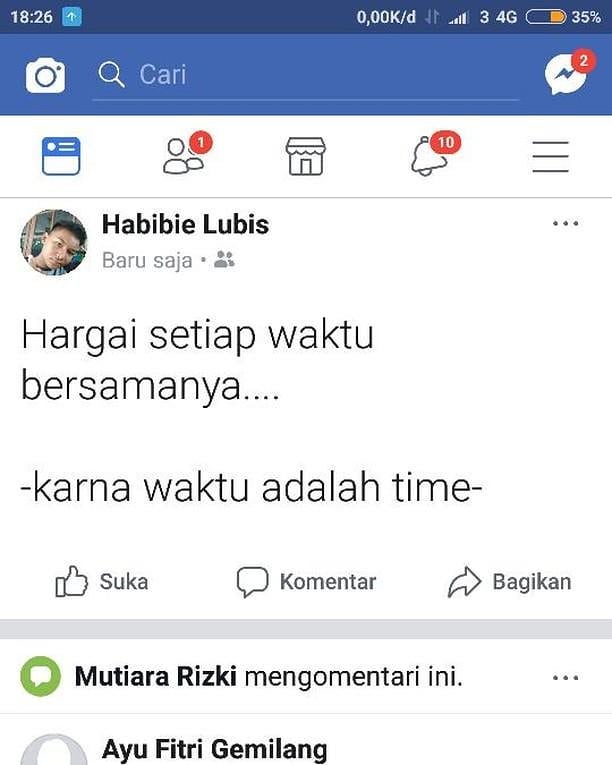 18:26 0,00K/d 3 4G 35%
Cari 2
1 10
Habibie Lubis
Baru saja
Hargai setiap waktu
bersamanya....
-karna waktu adalah time-
Suka Komentar Bagikan
Mutiara Rizki mengomentari ini.
Ayu Fitri Gemilang